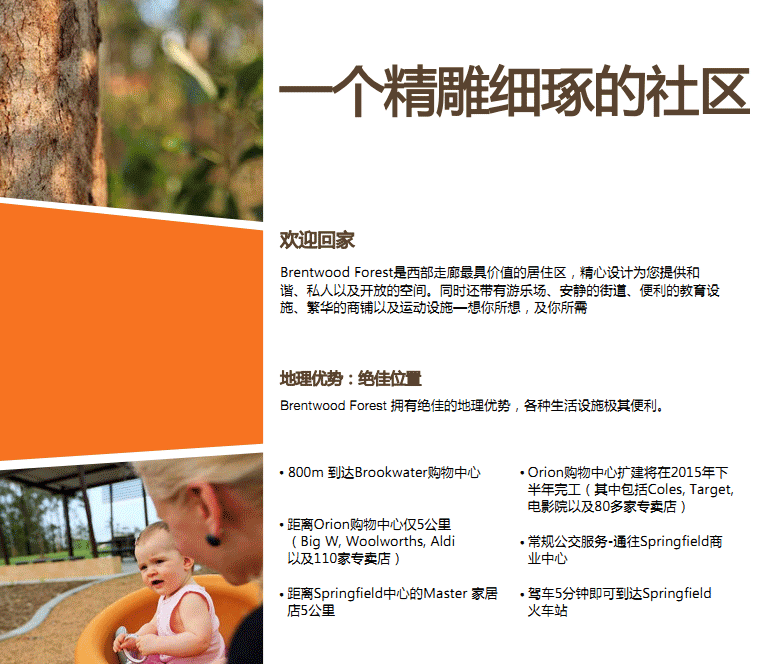 一个精雕细琢的社区
欢迎回家
Brentwood Forest是西部走廊最具价值的居住区，精心设计为您提供和
谐、私人以及开放的空间。同时还带有游乐场、安静的街道、便利的教育设
施、繁华的商铺以及运动设施—想你所想，及你所需
地理优势：绝佳位置
Brentwood Forest 拥有绝佳的地理优势，各种生活设施极其便利。
• 800m 到达Brookwater购物中心
• 距离Orion购物中心仅5公里
（Big W, Woolworths, Aldi
以及110家专卖店）
• 距离Springfield中心的Master 家居
店5公里
• Orion购物中心扩建将在2015年下
半年完工（其中包括Coles, Target,
电影院以及80多家专卖店）
• 常规公交服务-通往Springfield商
业中心
• 驾车5分钟即可到达Springfield
火车站